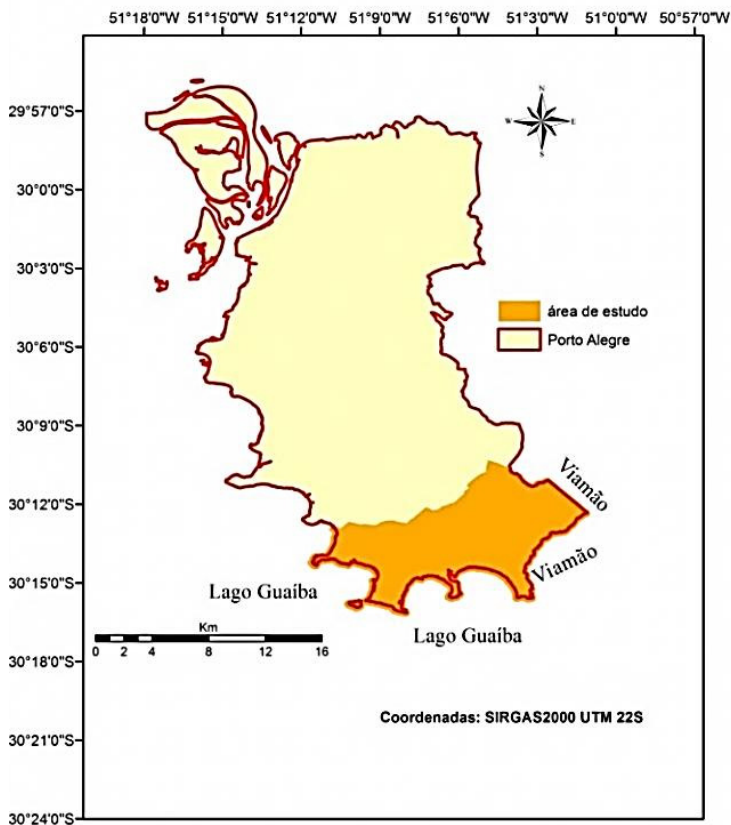 51°18'0"W 51°15'0"W 51°12'0"W 51°9'0"W 51°6'0"W 51°3'0"W 51°0'0"W 50°57'0"W
29°57'0"S
30°0'0"S
30°3'0"S
30°6'0"S
30°9'0"S
30°12'0"S
30°15'0"S
30°18'0"S
30°21'0"S
30°24'0"S
N
W E
S
área de estudo
Porto Alegre
Viamão
Viamão
Lago Guaíba
Lago Guaíba
Km
0 2 4 8 12 16
Coordenadas: SIRGAS2000 UTM 22S